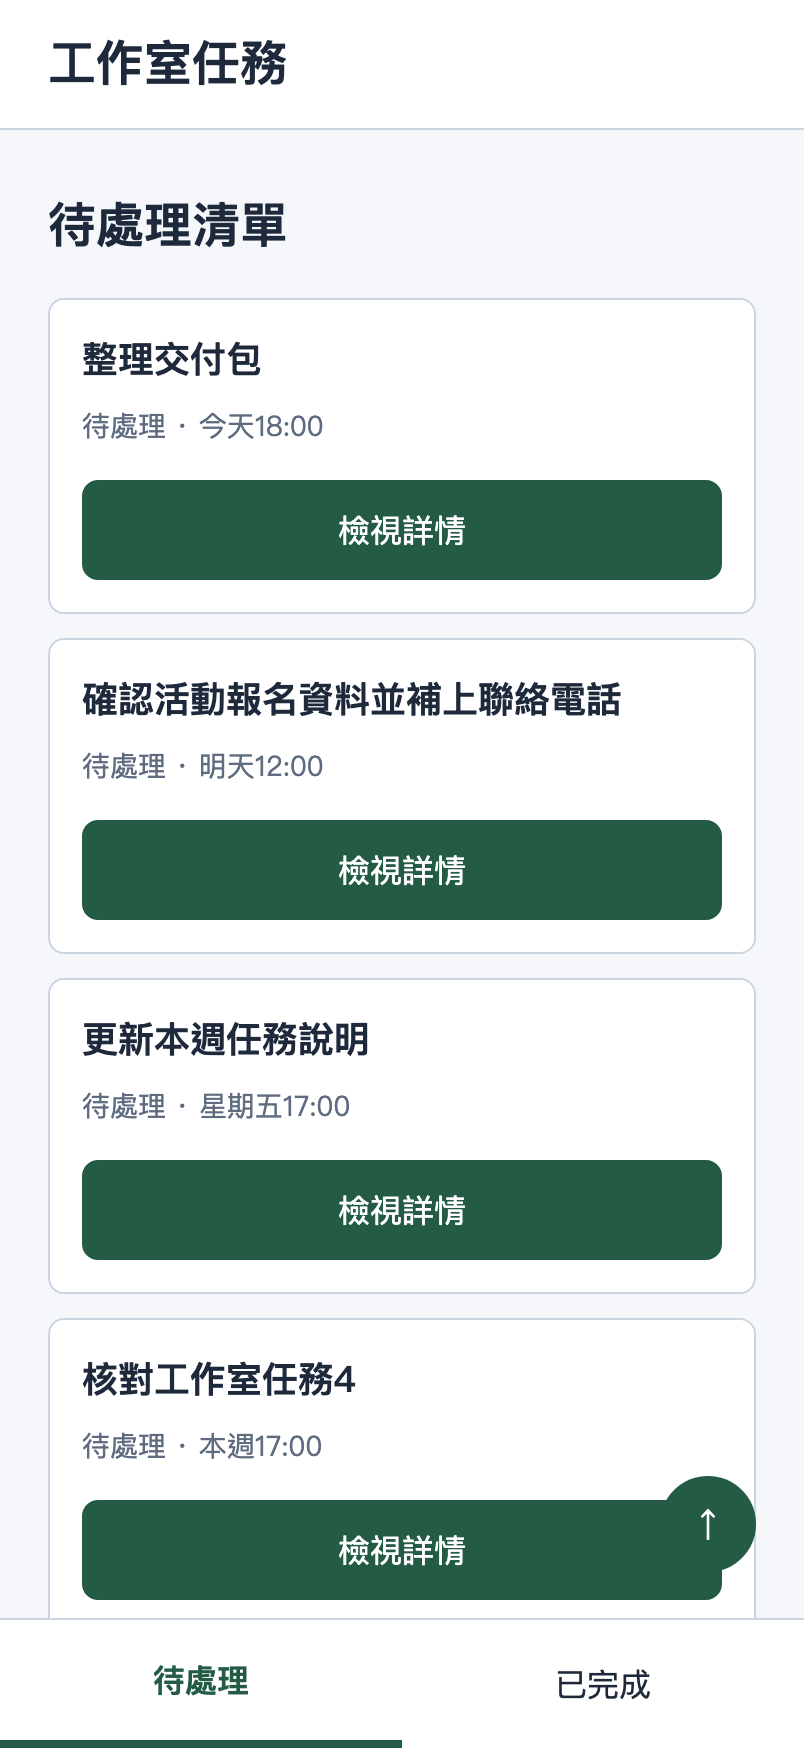 工作室任務
待處理清單
整理交付包
待處理 · 今天18:00
檢視詳情
確認活動報名資料並補上聯絡電話
待處理 · 明天12:00
檢視詳情
更新本週任務說明
待處理 · 星期五17:00
檢視詳情
核對工作室任務4
待處理 · 本週17:00
檢視詳情
↑
待處理
已完成